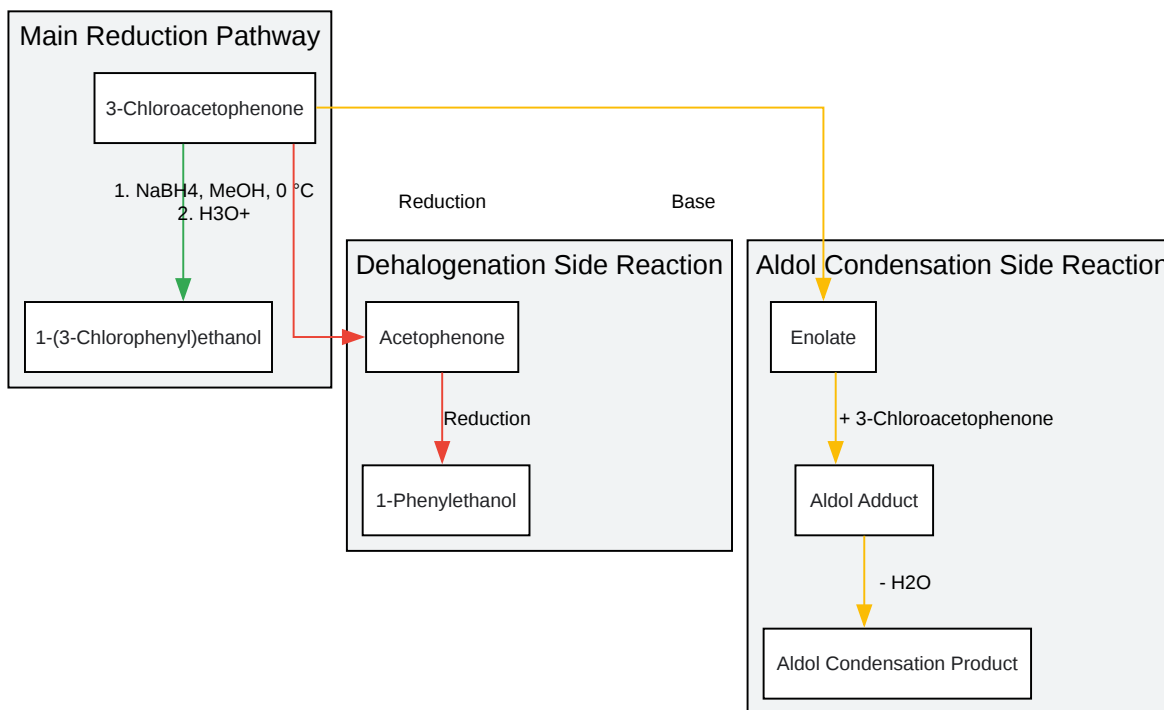 Main Reduction Pathway
3-Chloroacetophenone
1. NaBH4, MeOH, 0 °C
2. H3O+
Reduction
Base
1-(3-Chlorophenyl)ethanol
Dehalogenation Side Reaction
Acetophenone
Reduction
1-Phenylethanol
Aldol Condensation Side Reaction
Enolate
+ 3-Chloroacetophenone
Aldol Adduct
- H2O
Aldol Condensation Product